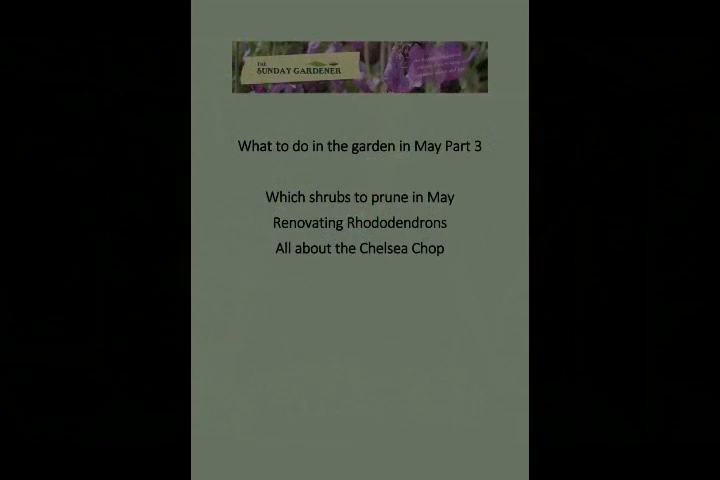 THE
SUNDAY GARDENER
What to do in the garden in May Part 3
Which shrubs to prune in May
Renovating Rhododendrons
All about the Chelsea Chop